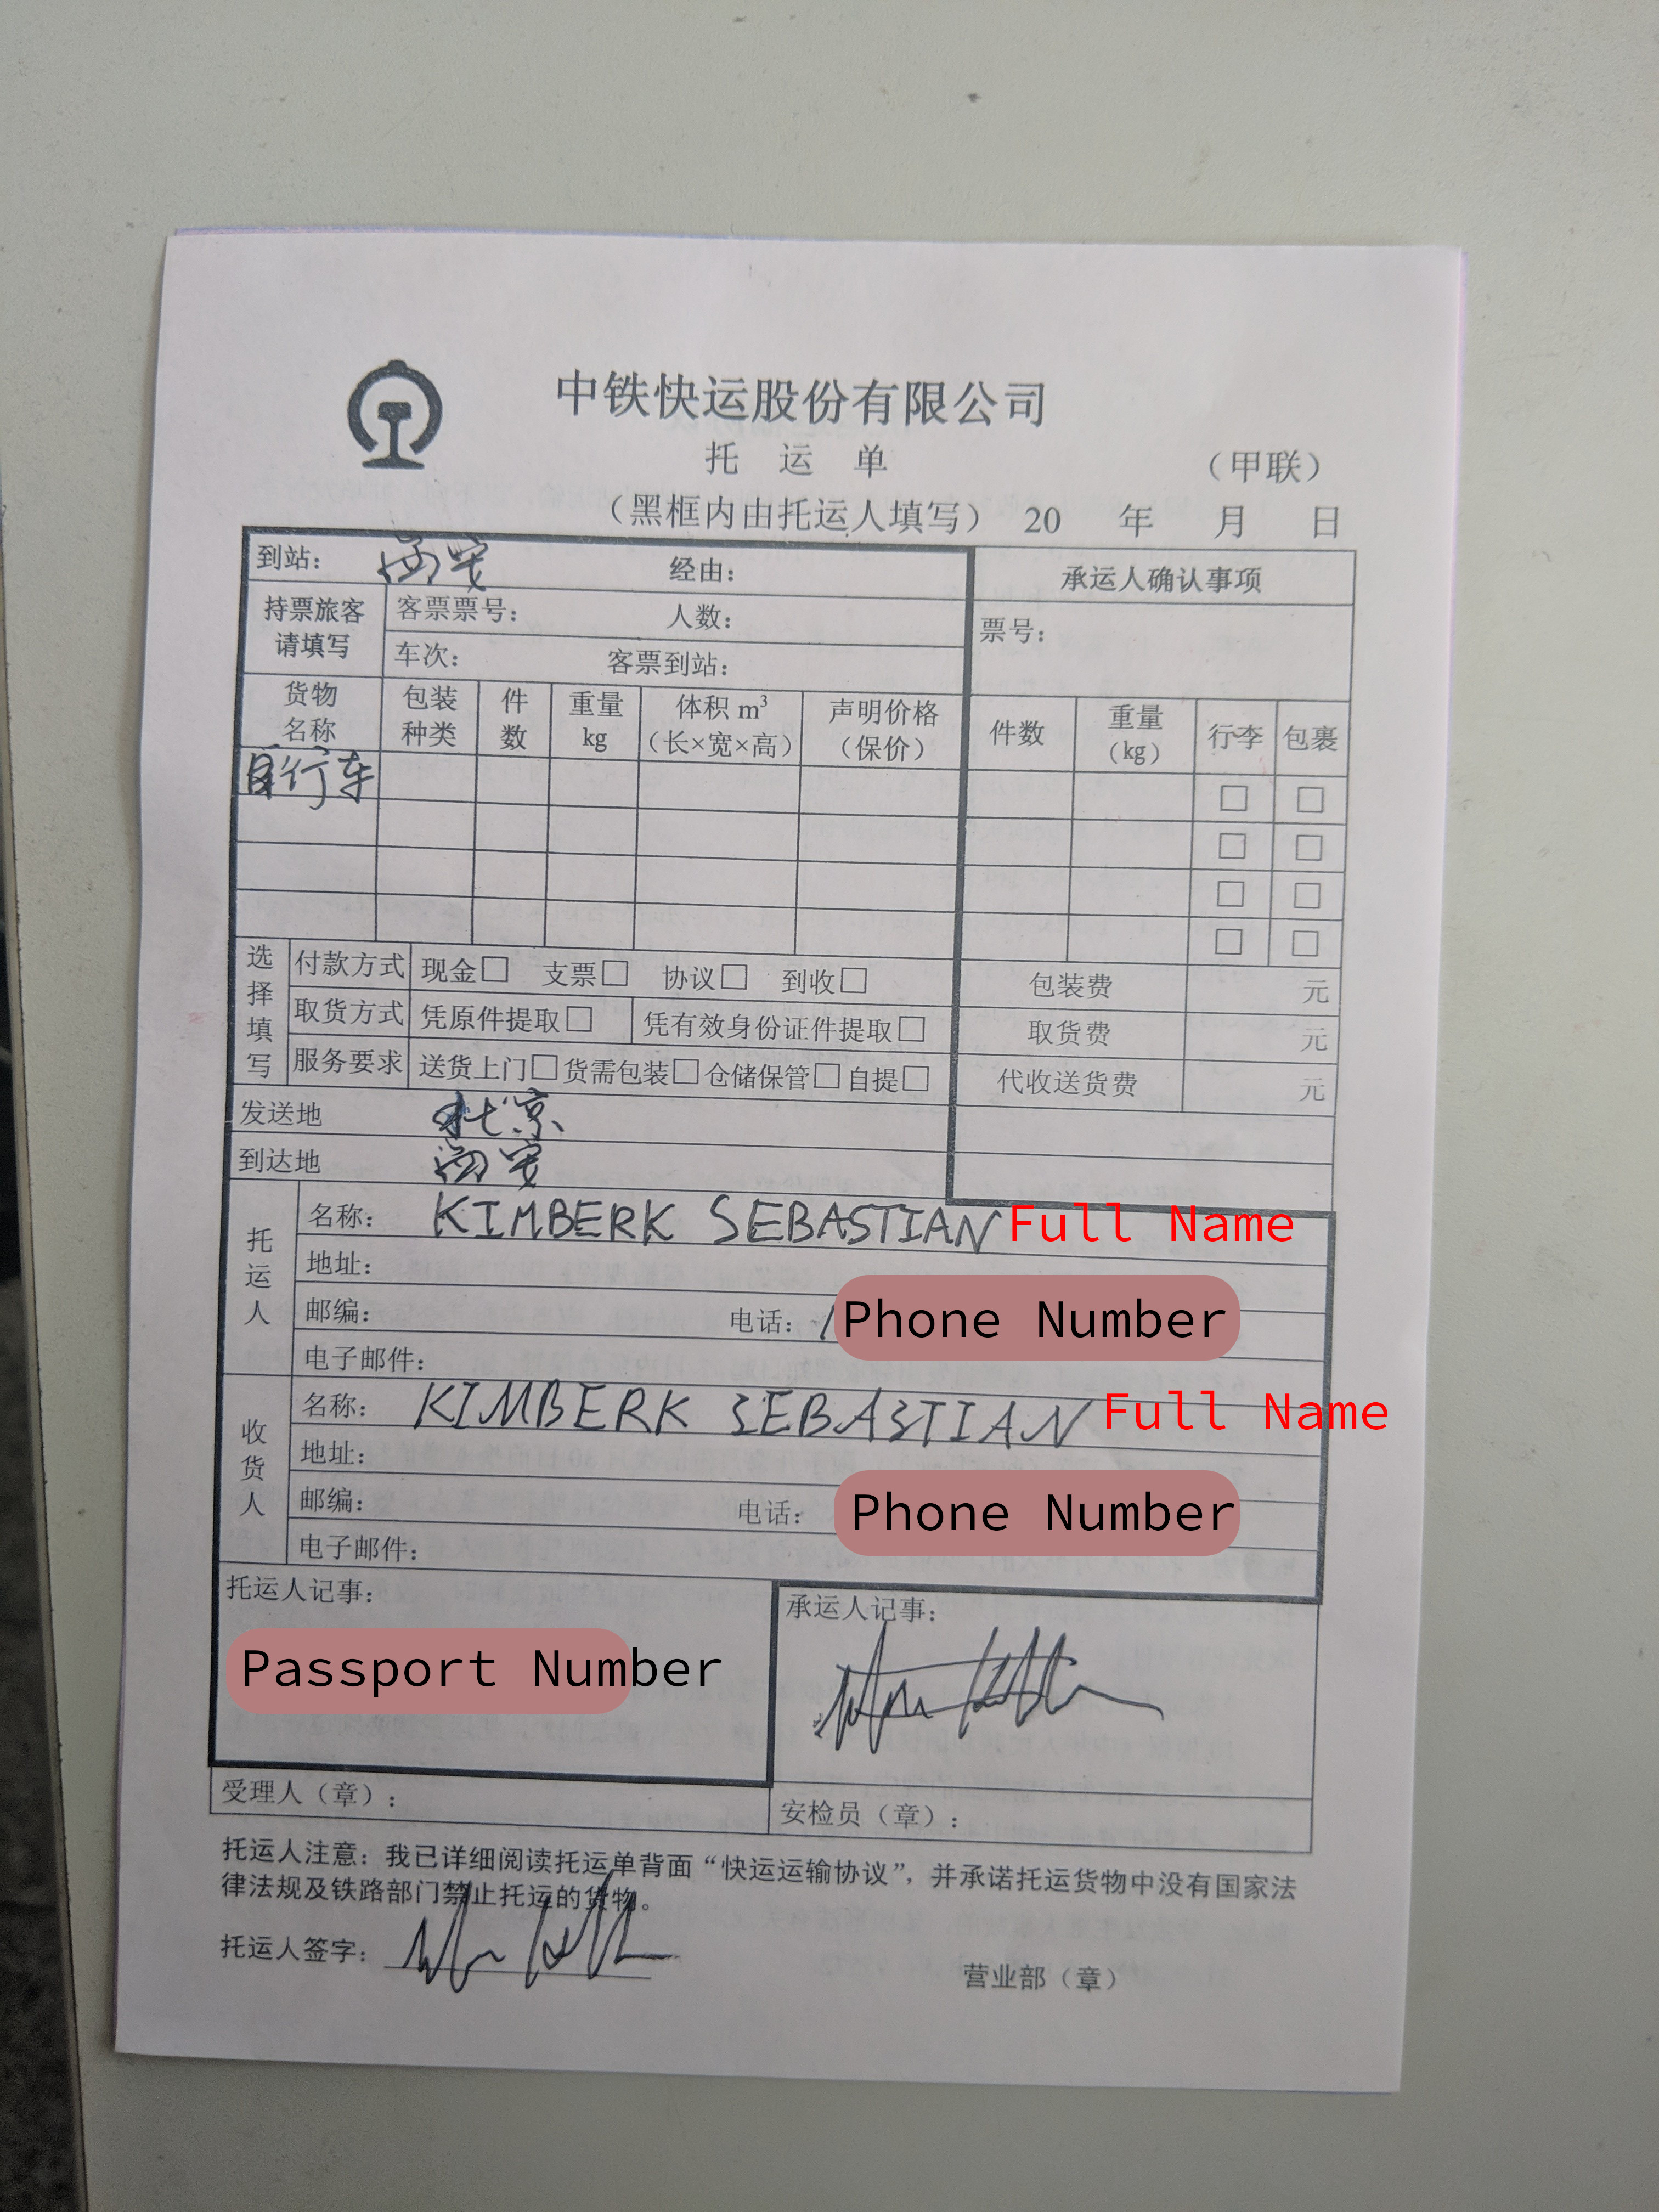 中铁快运股份有限公司
托 运 单
（甲联）
（黑框内由托运人填写） 20 年 月 日
到站： 西安 经由：
承运人确认事项
持票旅客请填写
客票票号： 人数：
车次： 客票到站：
票号：
货物名称 包装种类 件数 重量kg 体积 m³（长×宽×高） 声明价格（保价） 件数 重量（kg） 行李 包裹
自行车 □ □
□ □
□ □
□ □
选择填写
付款方式 现金□ 支票□ 协议□ 到收□ 包装费 元
取货方式 凭原件提取□ 凭有效身份证件提取□ 取货费 元
服务要求 送货上门□货需包装□仓储保管□自提□ 代收送货费 元
发送地 北京
到达地 西安
托运人
名称： KIMBERK SEBASTIAN Full Name
地址：
邮编： 电话： Phone Number
电子邮件：
收货人
名称： KIMBERK SEBASTIAN Full Name
地址：
邮编： 电话： Phone Number
电子邮件：
托运人记事： 承运人记事：
Passport Number
受理人（章）： 安检员（章）：
托运人注意：我已详细阅读托运单背面“快运运输协议”，并承诺托运货物中没有国家法
律法规及铁路部门禁止托运的货物。
托运人签字：
营业部（章）